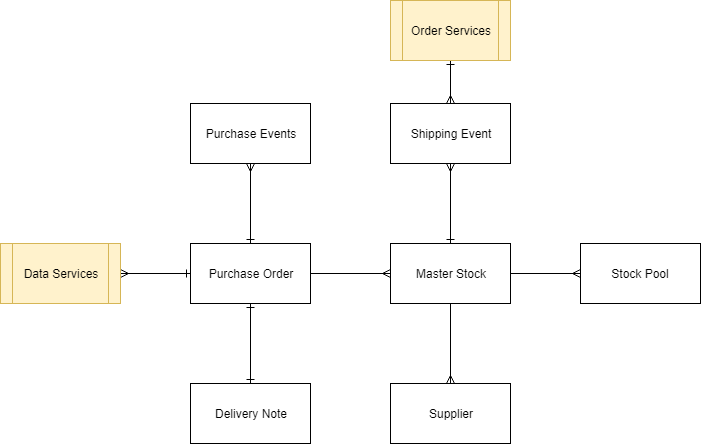 Order Services
Purchase Events
Shipping Event
Data Services
Purchase Order
Master Stock
Stock Pool
Delivery Note
Supplier